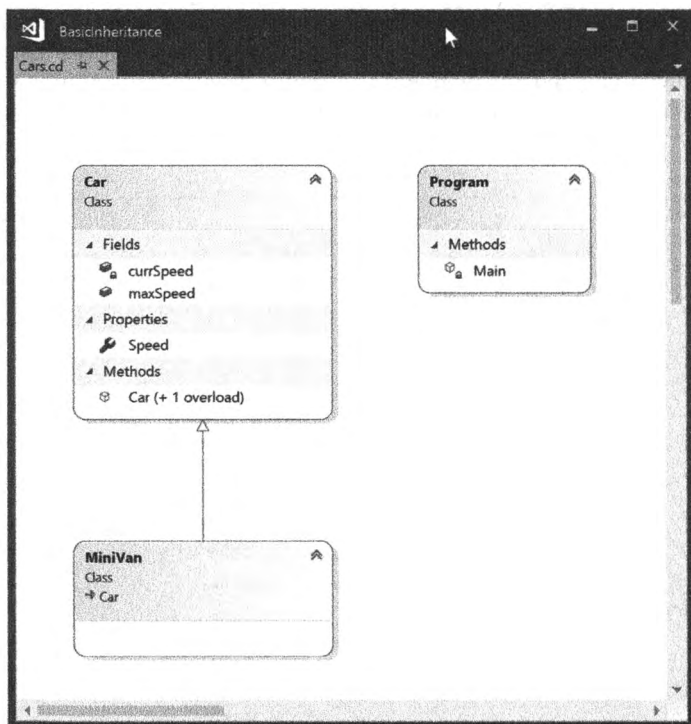 BasicInheritance
Cars.cd
Car
Class
Fields
currSpeed
maxSpeed
Properties
Speed
Methods
Car (+ 1 overload)
Program
Class
Methods
Main
MiniVan
Class
Car